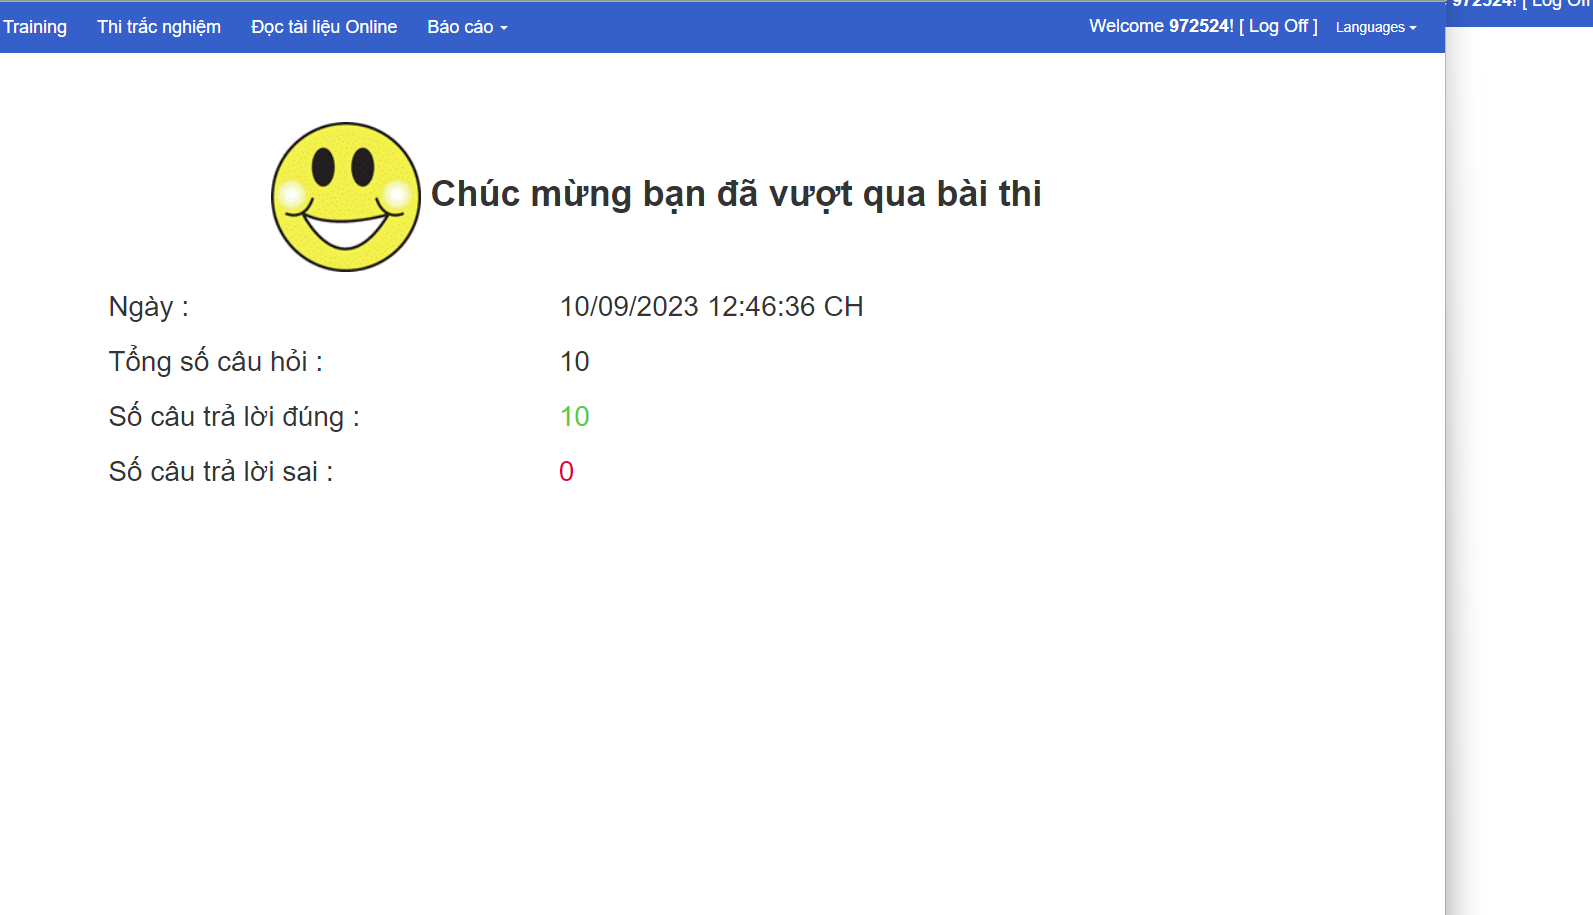 Training Thi trắc nghiệm Đọc tài liệu Online Báo cáo Welcome 972524! [ Log Off ] Languages
972524! [ Log Off
Chúc mừng bạn đã vượt qua bài thi
Ngày : 10/09/2023 12:46:36 CH
Tổng số câu hỏi : 10
Số câu trả lời đúng : 10
Số câu trả lời sai : 0